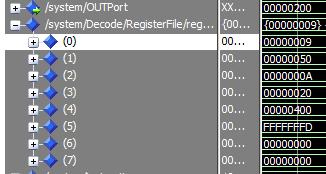 /system/OUTPort XX... 00000200
/system/Decode/RegisterFile/reg... {00... {00000009}
(0) 00... 00000009
(1) 00... 00000050
(2) 00... 0000000A
(3) 00... 00000020
(4) 00... 00000400
(5) 00... FFFFFFFD
(6) 00... 00000000
(7) 00... 00000000